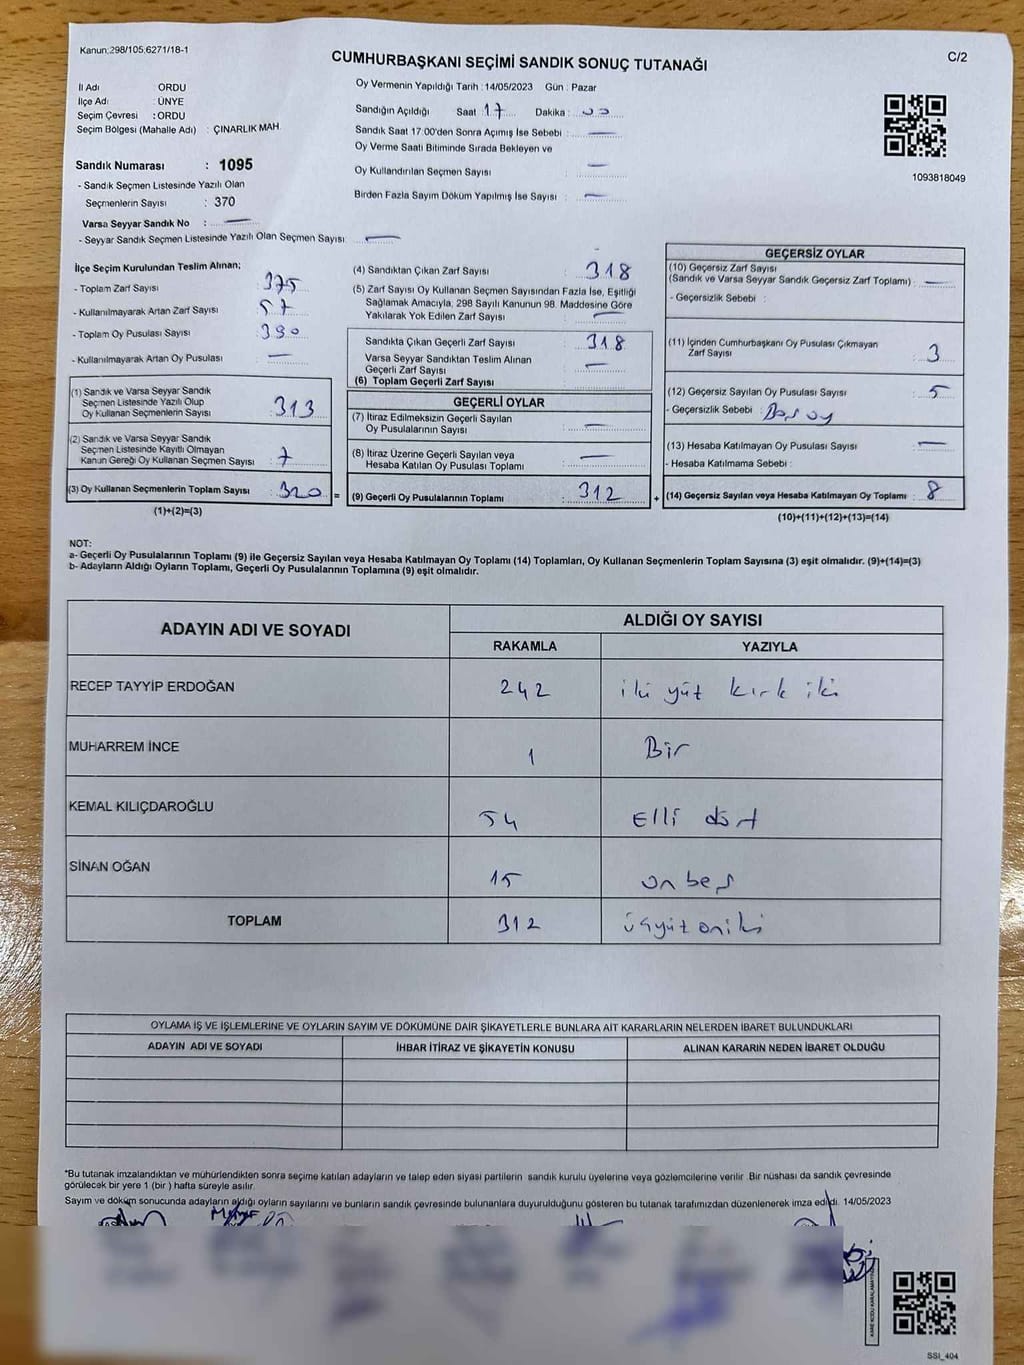 Kanun:298/105,6271/18-1
CUMHURBAŞKANI SEÇİMİ SANDIK SONUÇ TUTANAĞI
C/2
İl Adı ORDU
İlçe Adı : ÜNYE
Seçim Çevresi : ORDU
Seçim Bölgesi (Mahalle Adı) : ÇINARLIK MAH.
Oy Vermenin Yapıldığı Tarih : 14/05/2023 Gün : Pazar
Sandığın Açıldığı Saat 17 Dakika : 00
Sandık Saat 17:00'den Sonra Açılmış İse Sebebi : —
Oy Verme Saati Bitiminde Sırada Bekleyen ve
Oy Kullandırılan Seçmen Sayısı : —
Birden Fazla Sayım Döküm Yapılmış İse Sayısı : —
1093818049
Sandık Numarası : 1095
- Sandık Seçmen Listesinde Yazılı Olan
Seçmenlerin Sayısı : 370
Varsa Seyyar Sandık No : —
- Seyyar Sandık Seçmen Listesinde Yazılı Olan Seçmen Sayısı: —
İlçe Seçim Kurulundan Teslim Alınan;
- Toplam Zarf Sayısı : 375
- Kullanılmayarak Artan Zarf Sayısı : 57
- Toplam Oy Pusulası Sayısı : 390
- Kullanılmayarak Artan Oy Pusulası : —
(1) Sandık ve Varsa Seyyar Sandık
Seçmen Listesinde Yazılı Olup
Oy Kullanan Seçmenlerin Sayısı : 313
(2) Sandık ve Varsa Seyyar Sandık
Seçmen Listesinde Kayıtlı Olmayan
Kanun Gereği Oy Kullanan Seçmen Sayısı : 7
(3) Oy Kullanan Seçmenlerin Toplam Sayısı : 320 =
(1)+(2)=(3)
(4) Sandıktan Çıkan Zarf Sayısı : 318
(5) Zarf Sayısı Oy Kullanan Seçmen Sayısından Fazla İse, Eşitliği
Sağlamak Amacıyla, 298 Sayılı Kanunun 98. Maddesine Göre
Yakılarak Yok Edilen Zarf Sayısı : —
Sandıkta Çıkan Geçerli Zarf Sayısı : 318
Varsa Seyyar Sandıktan Teslim Alınan
Geçerli Zarf Sayısı : —
(6) Toplam Geçerli Zarf Sayısı :
GEÇERLİ OYLAR
(7) İtiraz Edilmeksizin Geçerli Sayılan
Oy Pusulalarının Sayısı : —
(8) İtiraz Üzerine Geçerli Sayılan veya
Hesaba Katılan Oy Pusulası Toplamı : —
(9) Geçerli Oy Pusulalarının Toplamı : 312 +
GEÇERSİZ OYLAR
(10) Geçersiz Zarf Sayısı
(Sandık ve Varsa Seyyar Sandık Geçersiz Zarf Toplamı) : —
- Geçersizlik Sebebi :
(11) İçinden Cumhurbaşkanı Oy Pusulası Çıkmayan
Zarf Sayısı : 3
(12) Geçersiz Sayılan Oy Pusulası Sayısı : 5
- Geçersizlik Sebebi : Boş oy
(13) Hesaba Katılmayan Oy Pusulası Sayısı : —
- Hesaba Katılmama Sebebi :
(14) Geçersiz Sayılan veya Hesaba Katılmayan Oy Toplamı : 8
(10)+(11)+(12)+(13)=(14)
NOT:
a- Geçerli Oy Pusulalarının Toplamı (9) ile Geçersiz Sayılan veya Hesaba Katılmayan Oy Toplamı (14) Toplamları, Oy Kullanan Seçmenlerin Toplam Sayısına (3) eşit olmalıdır. (9)+(14)=(3)
b- Adayların Aldığı Oyların Toplamı, Geçerli Oy Pusulalarının Toplamına (9) eşit olmalıdır.
ADAYIN ADI VE SOYADI
ALDIĞI OY SAYISI
RAKAMLA YAZIYLA
RECEP TAYYİP ERDOĞAN 242 iki yüz kırk iki
MUHARREM İNCE 1 Bir
KEMAL KILIÇDAROĞLU 54 Elli dört
SİNAN OĞAN 15 on beş
TOPLAM 312 üçyüz oniki
OYLAMA İŞ VE İŞLEMLERİNE VE OYLARIN SAYIM VE DÖKÜMÜNE DAİR ŞİKAYETLERLE BUNLARA AİT KARARLARIN NELERDEN İBARET BULUNDUKLARI
ADAYIN ADI VE SOYADI İHBAR İTİRAZ VE ŞİKAYETİN KONUSU ALINAN KARARIN NEDEN İBARET OLDUĞU
*Bu tutanak imzalandıktan ve mühürlendikten sonra seçime katılan adayların ve talep eden siyasi partilerin sandık kurulu üyelerine veya gözlemcilerine verilir. Bir nüshası da sandık çevresinde
görülecek bir yere 1 (bir) hafta süreyle asılır.
Sayım ve döküm sonucunda adayların aldığı oyların sayılarını ve bunların sandık çevresinde bulunanlara duyurulduğunu gösteren bu tutanak tarafımızdan düzenlenerek imza edildi. 14/05/2023
SSI_404